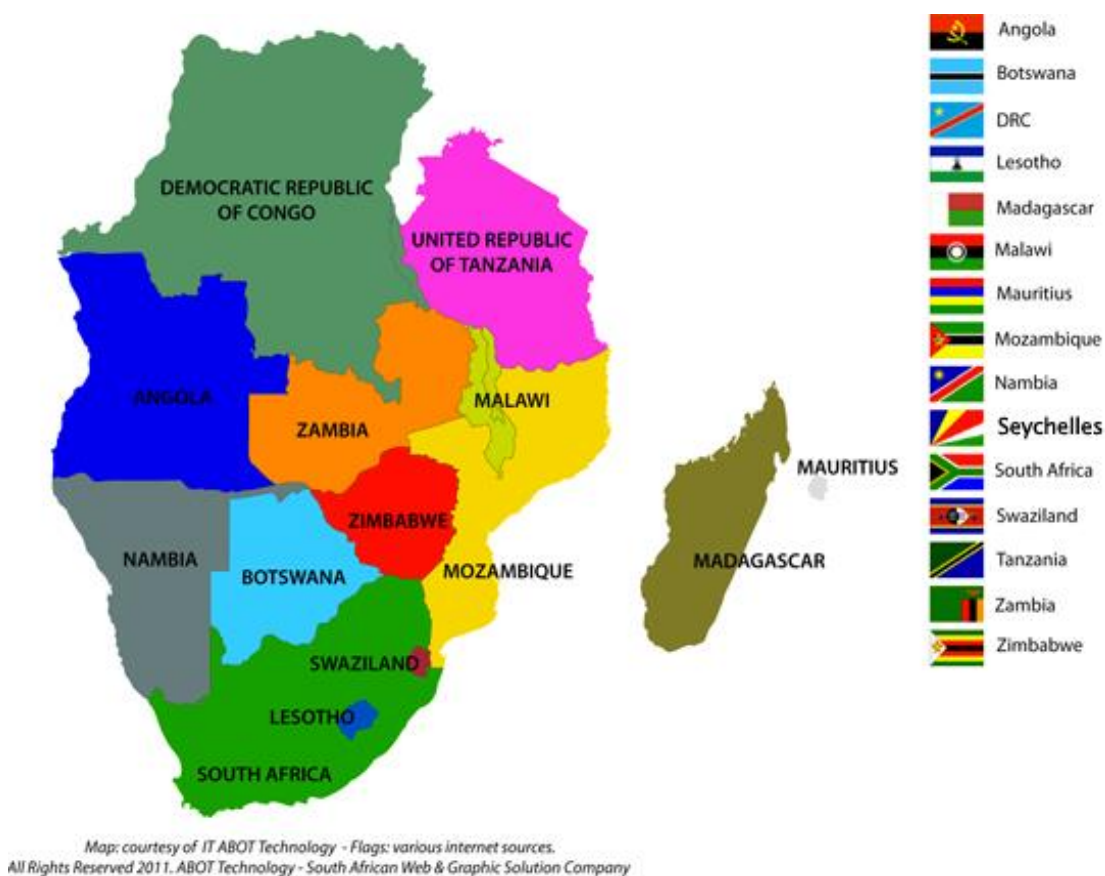 DEMOCRATIC REPUBLIC
OF CONGO
UNITED REPUBLIC
OF TANZANIA
ANGOLA
ZAMBIA
MALAWI
MAURITIUS
ZIMBABWE
NAMBIA
BOTSWANA
MOZAMBIQUE
MADAGASCAR
SWAZILAND
LESOTHO
SOUTH AFRICA
Angola
Botswana
DRC
Lesotho
Madagascar
Malawi
Mauritius
Mozambique
Nambia
Seychelles
South Africa
Swaziland
Tanzania
Zambia
Zimbabwe
Map: courtesy of IT ABOT Technology - Flags: various internet sources.
All Rights Reserved 2011. ABOT Technology - South African Web & Graphic Solution Company